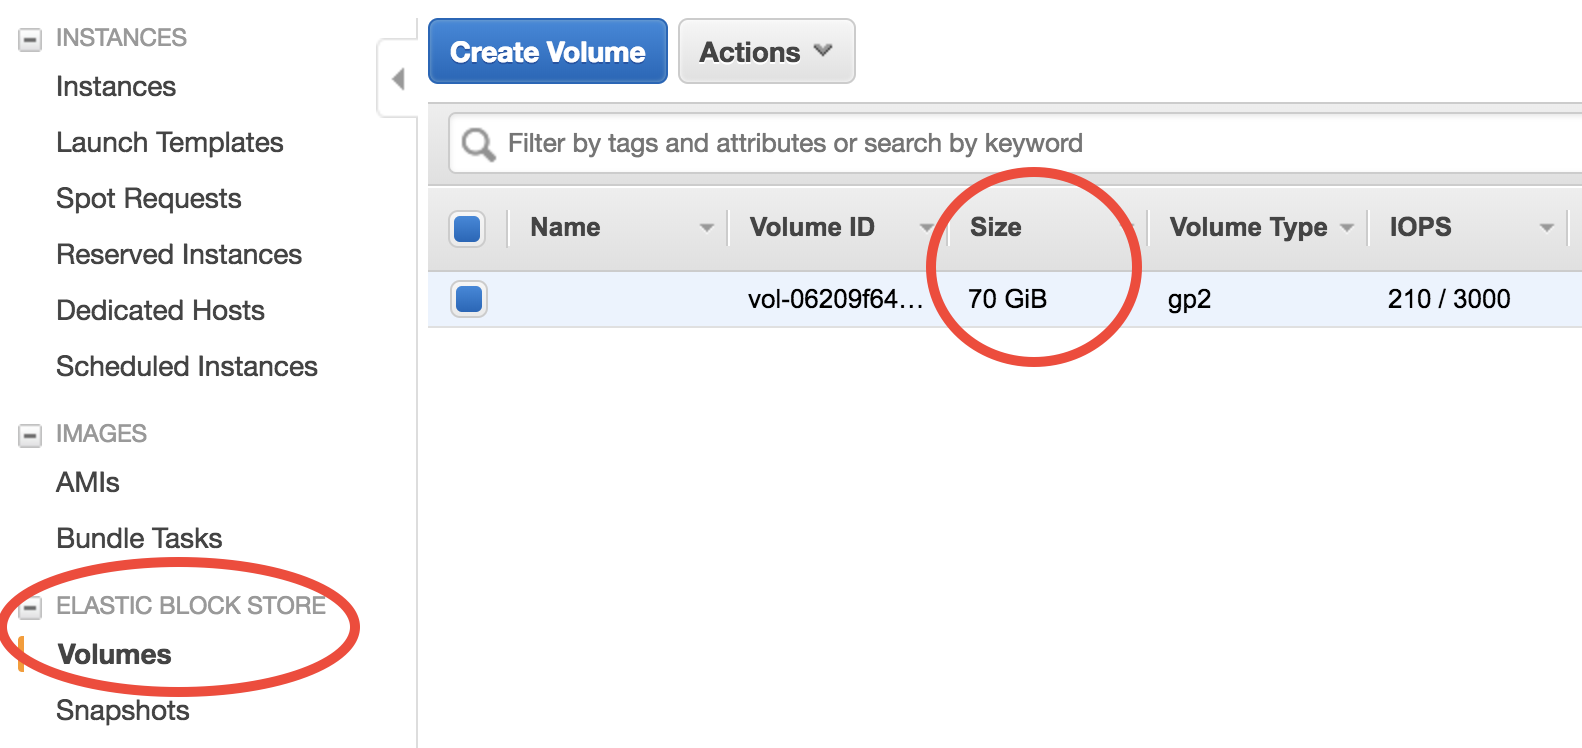 INSTANCES
Instances
Launch Templates
Spot Requests
Reserved Instances
Dedicated Hosts
Scheduled Instances
IMAGES
AMIs
Bundle Tasks
ELASTIC BLOCK STORE
Volumes
Snapshots
Create Volume Actions
Filter by tags and attributes or search by keyword
Name Volume ID Size Volume Type IOPS
vol-06209f64... 70 GiB gp2 210 / 3000